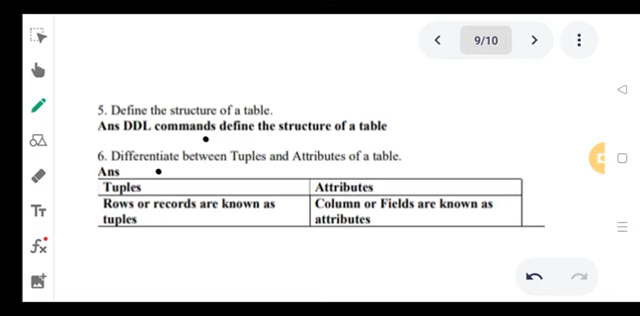 9/10
5. Define the structure of a table.
Ans DDL commands define the structure of a table
6. Differentiate between Tuples and Attributes of a table.
Ans
Tuples Attributes
Rows or records are known as Column or Fields are known as
tuples attributes
TT
fx